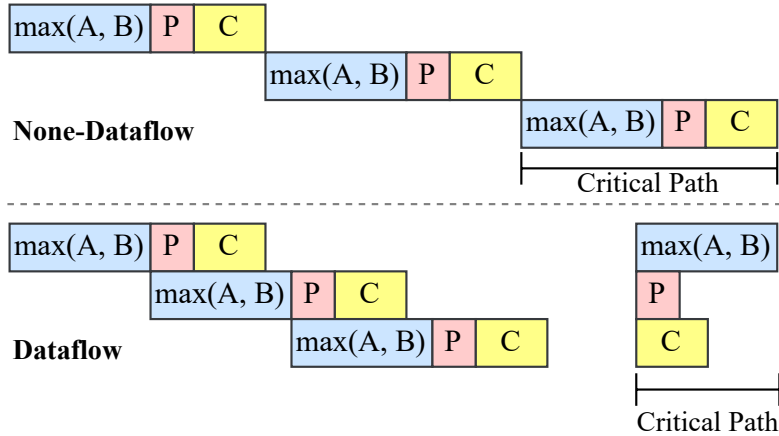 max(A, B) P C
max(A, B) P C
None-Dataflow
max(A, B) P C
Critical Path
max(A, B) P C
max(A, B)
max(A, B) P C
P
max(A, B) P C
C
Dataflow
Critical Path